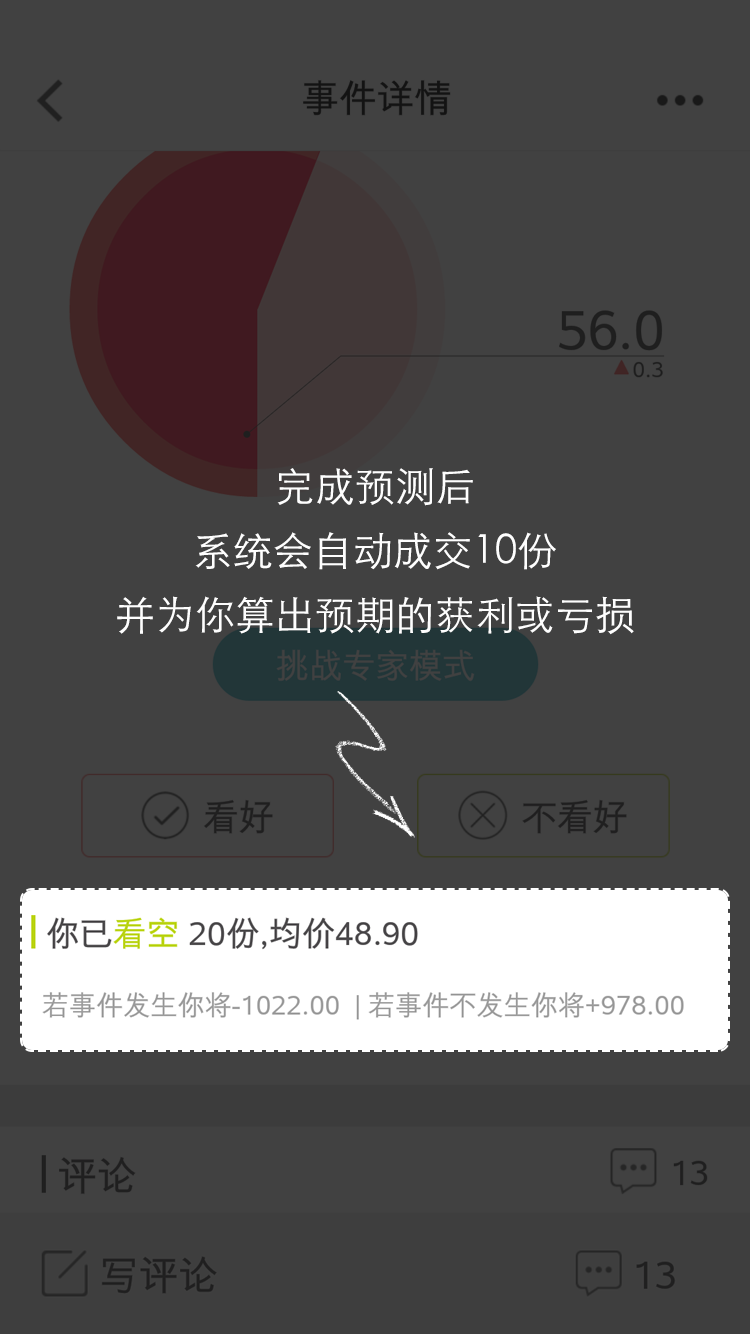 事件详情
56.0
▲0.3
完成预测后
系统会自动成交10份
并为你算出预期的获利或亏损
挑战专家模式
看好
不看好
你已看空 20份,均价48.90
若事件发生你将-1022.00 | 若事件不发生你将+978.00
评论 13
写评论 13